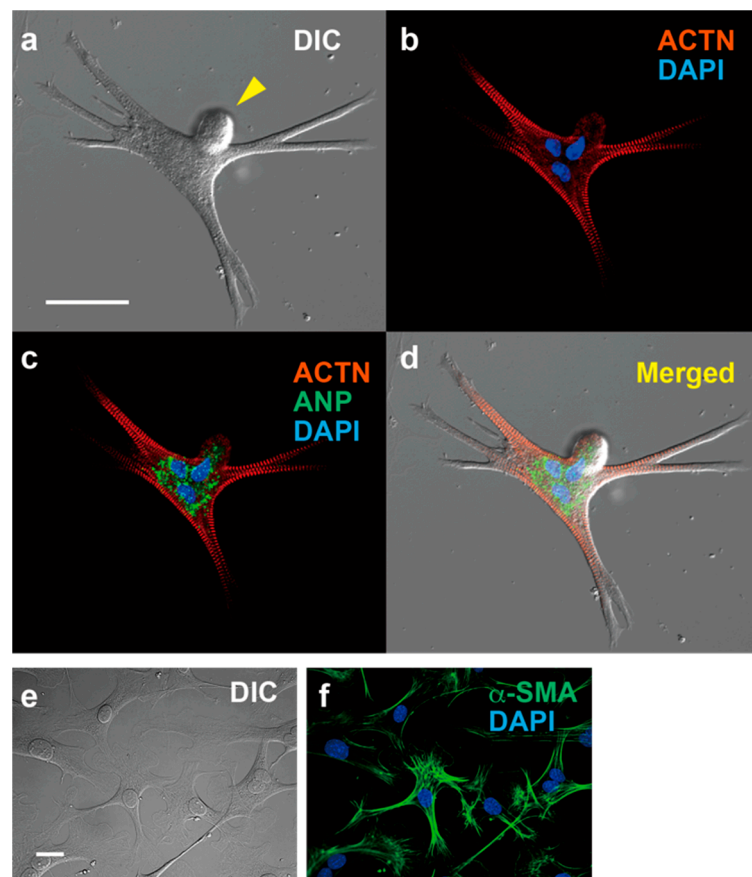 a
DIC
b
ACTN
DAPI
c
ACTN
ANP
DAPI
d
Merged
e
DIC
f
α-SMA
DAPI